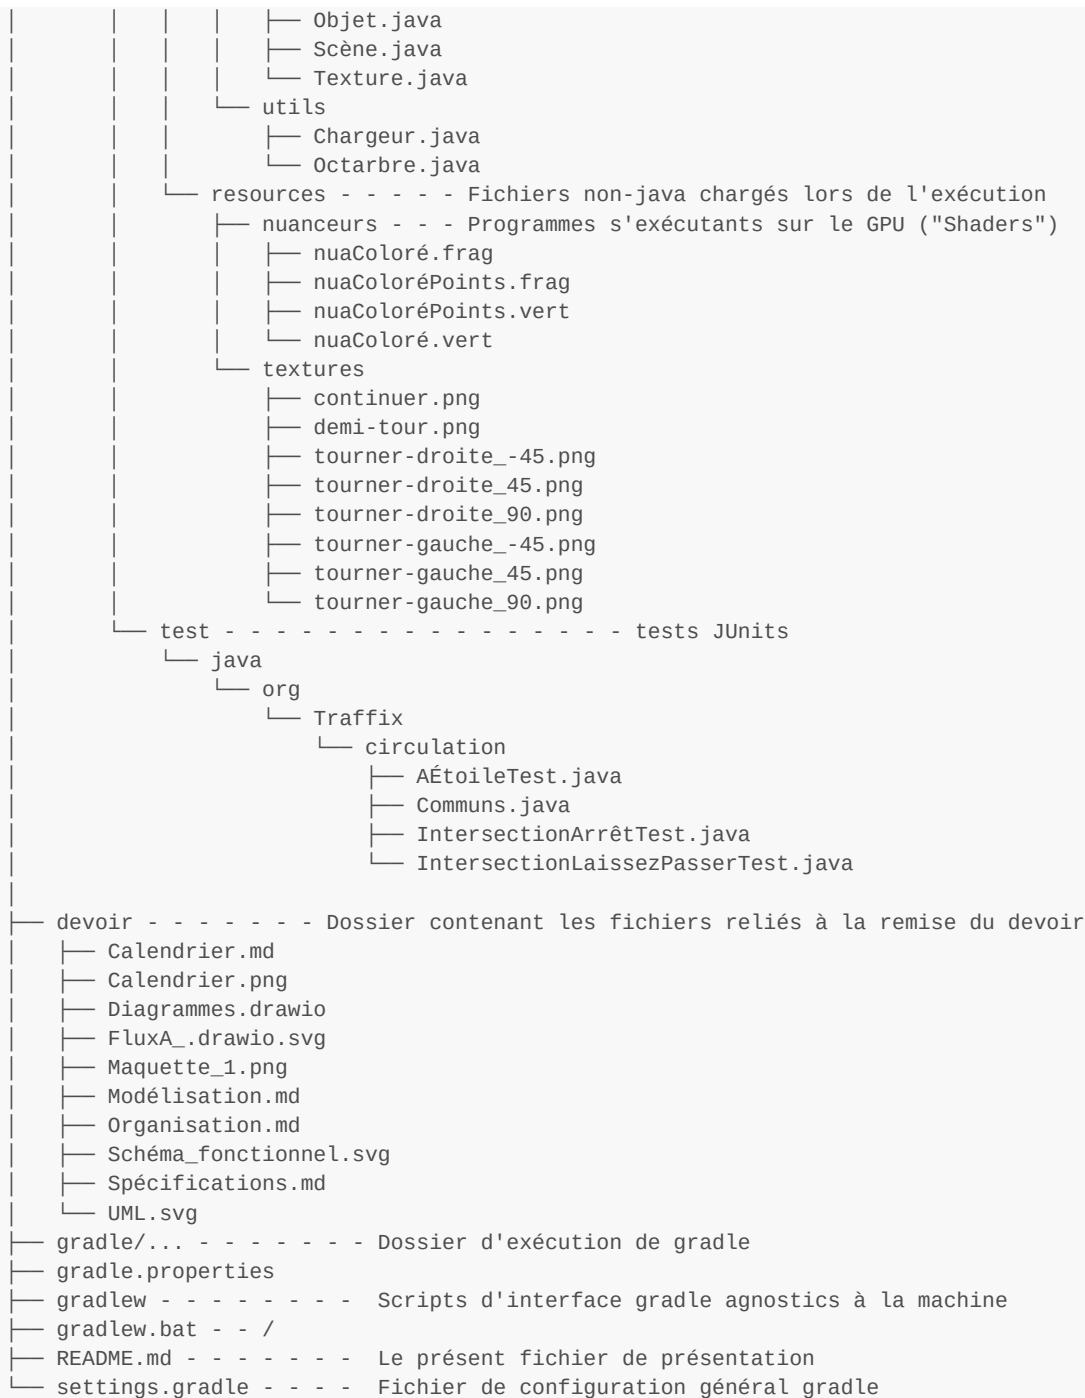 │       │   │   │   ├── Objet.java
│       │   │   │   ├── Scène.java
│       │   │   │   └── Texture.java
│       │   │   └── utils
│       │   │       ├── Chargeur.java
│       │   │       └── Octarbre.java
│       │   └── resources - - - - - Fichiers non-java chargés lors de l'exécution
│       │       ├── nuanceurs - - - Programmes s'exécutants sur le GPU ("Shaders")
│       │       │   ├── nuaColoré.frag
│       │       │   ├── nuaColoréPoints.frag
│       │       │   ├── nuaColoréPoints.vert
│       │       │   └── nuaColoré.vert
│       │       └── textures
│       │           ├── continuer.png
│       │           ├── demi-tour.png
│       │           ├── tourner-droite_-45.png
│       │           ├── tourner-droite_45.png
│       │           ├── tourner-droite_90.png
│       │           ├── tourner-gauche_-45.png
│       │           ├── tourner-gauche_45.png
│       │           └── tourner-gauche_90.png
│       └── test - - - - - - - - - - - - - - - - tests JUnits
│           └── java
│               └── org
│                   └── Traffix
│                       └── circulation
│                           ├── AÉtoileTest.java
│                           ├── Communs.java
│                           ├── IntersectionArrêtTest.java
│                           └── IntersectionLaissezPasserTest.java
│
├── devoir - - - - - - - Dossier contenant les fichiers reliés à la remise du devoir
│   ├── Calendrier.md
│   ├── Calendrier.png
│   ├── Diagrammes.drawio
│   ├── FluxA_.drawio.svg
│   ├── Maquette_1.png
│   ├── Modélisation.md
│   ├── Organisation.md
│   ├── Schéma_fonctionnel.svg
│   ├── Spécifications.md
│   └── UML.svg
├── gradle/... - - - - - - - Dossier d'exécution de gradle
├── gradle.properties
├── gradlew - - - - - - - -  Scripts d'interface gradle agnostics à la machine
├── gradlew.bat - - /
├── README.md - - - - - - -  Le présent fichier de présentation
└── settings.gradle - - - -  Fichier de configuration général gradle